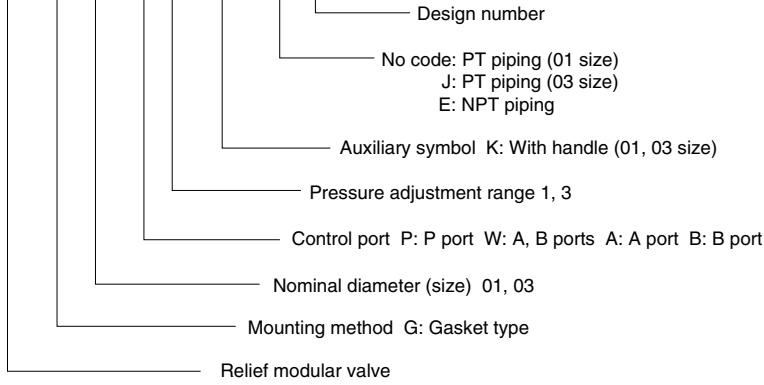 Design number
No code: PT piping (01 size)
J: PT piping (03 size)
E: NPT piping
Auxiliary symbol K: With handle (01, 03 size)
Pressure adjustment range 1, 3
Control port P: P port W: A, B ports A: A port B: B port
Nominal diameter (size) 01, 03
Mounting method G: Gasket type
Relief modular valve